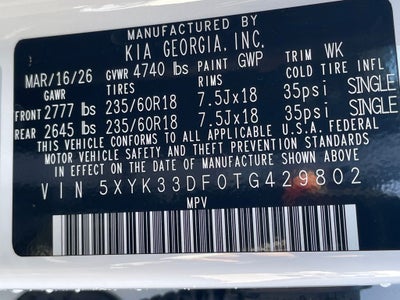 MANUFACTURED BY
KIA GEORGIA, INC.
MAR/16/26 GVWR 4740 lbs PAINT GWP TRIM WK
GAWR TIRES RIMS COLD TIRE INFL
FRONT 2777 lbs 235/60R18 7.5Jx18 35psi SINGLE
REAR 2645 lbs 235/60R18 7.5Jx18 35psi SINGLE
THIS VEHICLE CONFORMS TO ALL APPLICABLE U.S.A. FEDERAL
MOTOR VEHICLE SAFETY AND THEFT PREVENTION STANDARDS
IN EFFECT ON THE DATE OF MANUFACTURE SHOWN ABOVE.
VIN 5XYK33DF0TG429802
MPV